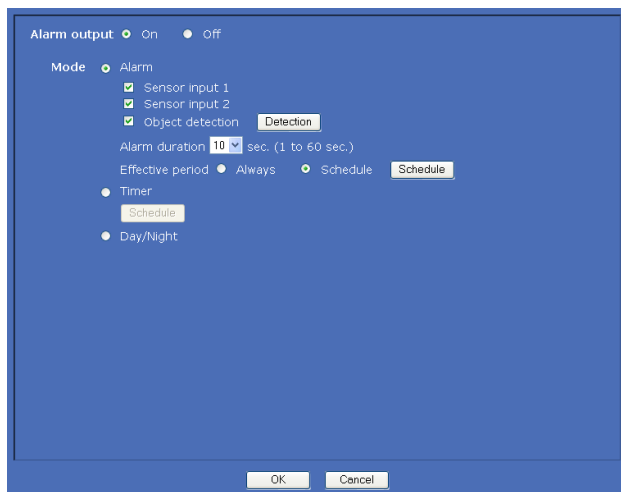 Alarm output On Off
Mode Alarm
Sensor input 1
Sensor input 2
Object detection Detection
Alarm duration 10 sec. (1 to 60 sec.)
Effective period Always Schedule Schedule
Timer
Schedule
Day/Night
OK Cancel